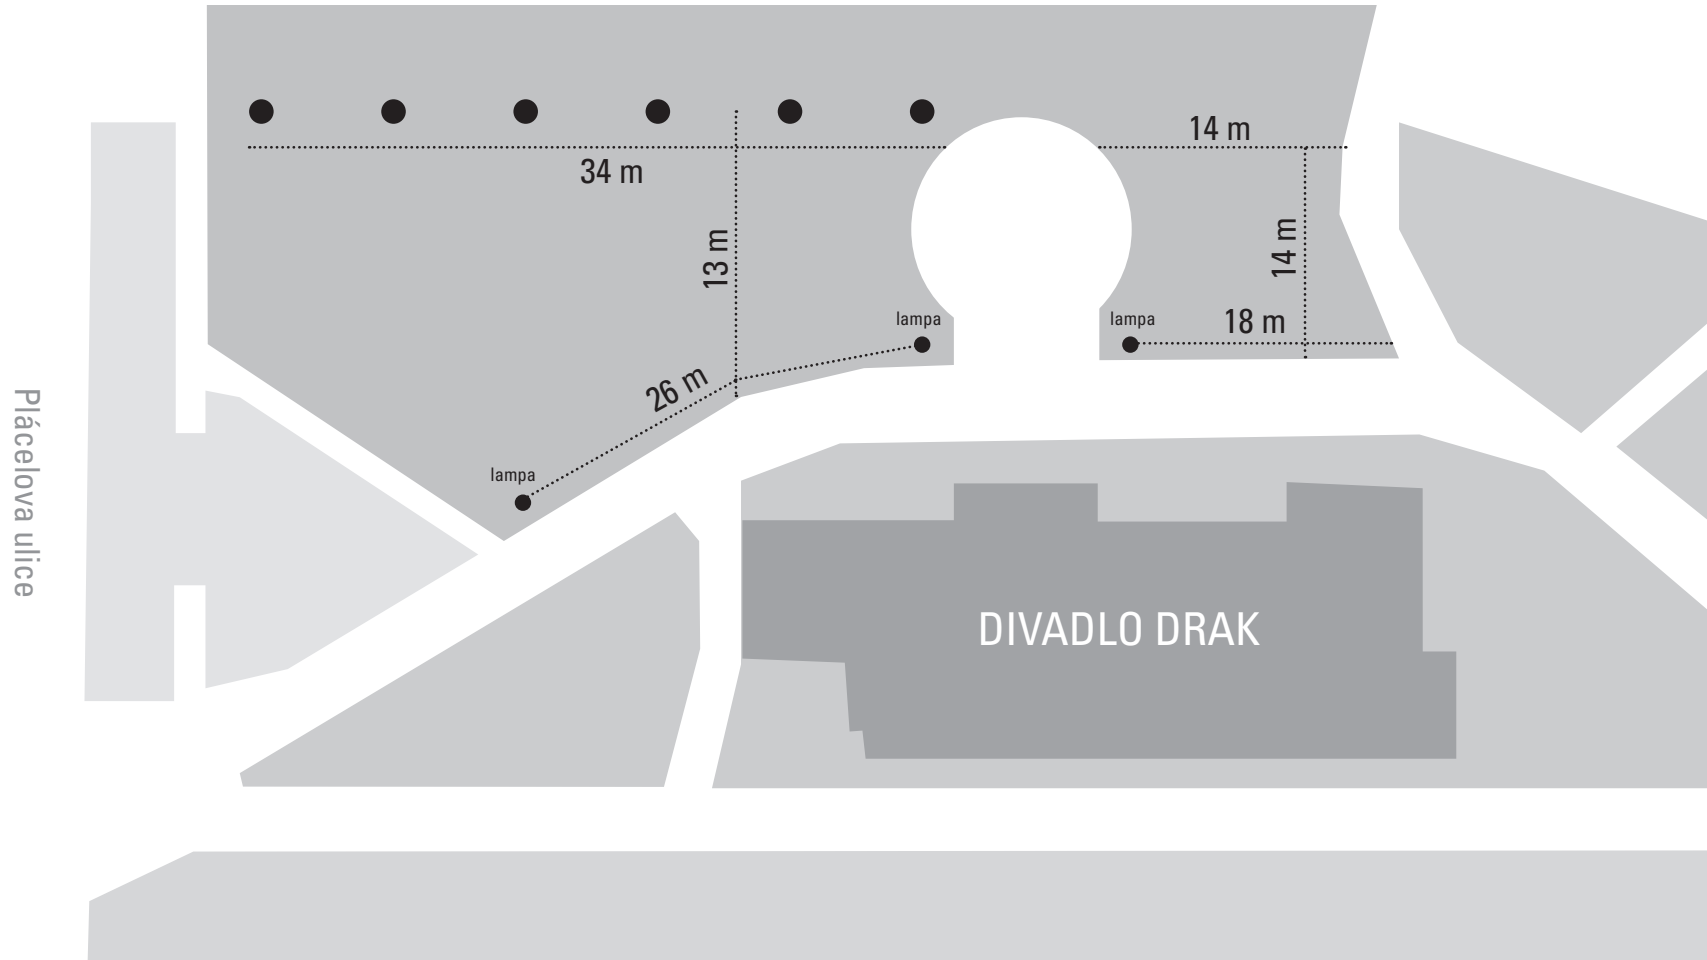 14 m
34 m
13 m
14 m
lampa
lampa
18 m
26 m
lampa
Plácelova ulice
DIVADLO DRAK